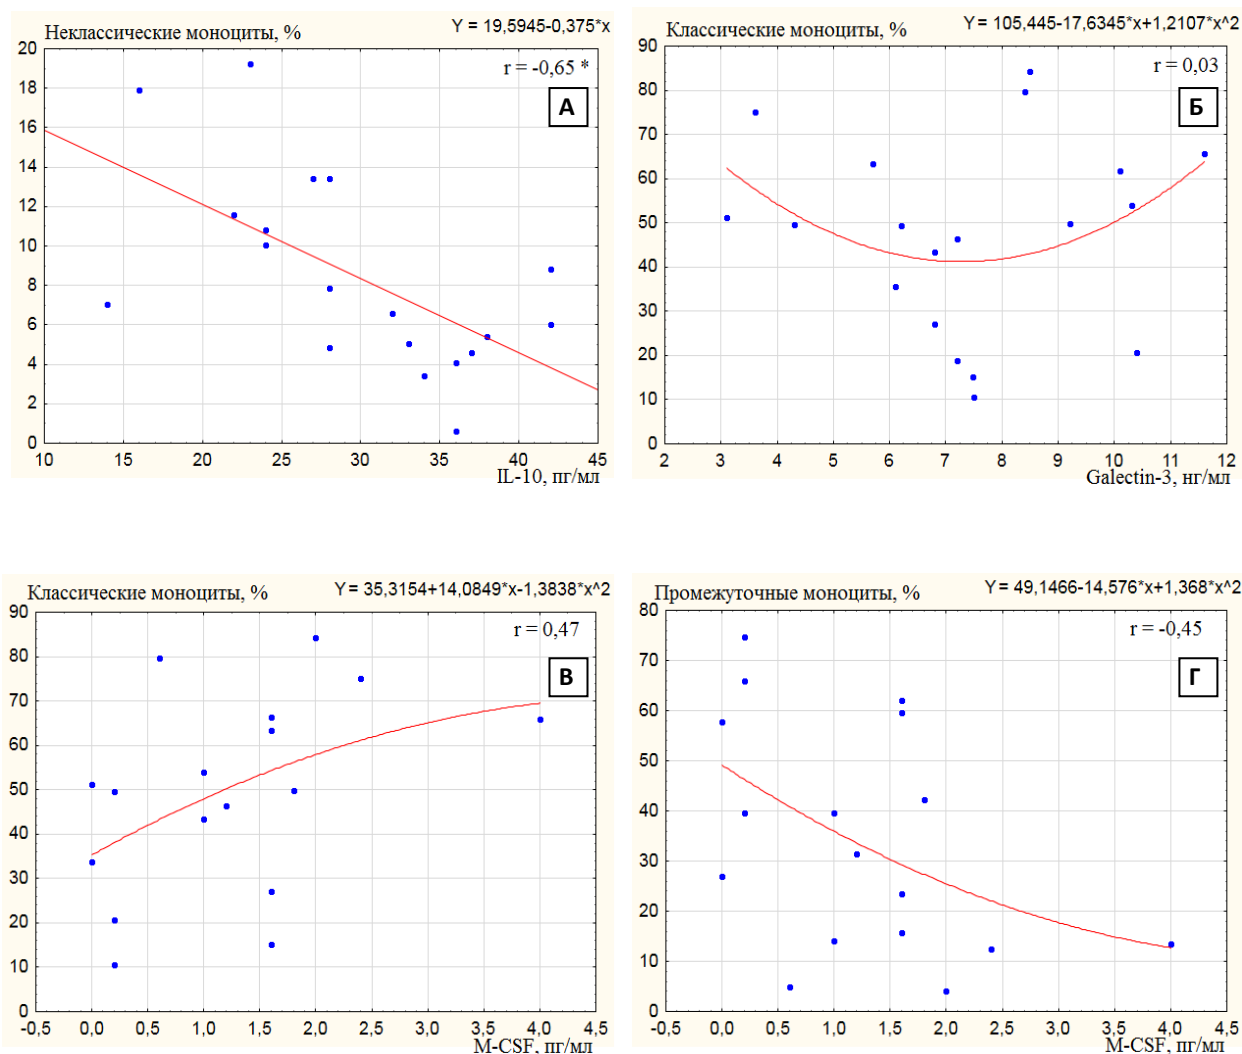 Неклассические моноциты, %
Y = 19,5945-0,375*x
r = -0,65 *
А
20
18
16
14
12
10
8
6
4
2
0
10 15 20 25 30 35 40 45
IL-10, пг/мл
Классические моноциты, %
Y = 105,445-17,6345*x+1,2107*x^2
r = 0,03
Б
90
80
70
60
50
40
30
20
10
0
2 3 4 5 6 7 8 9 10 11 12
Galectin-3, нг/мл
Классические моноциты, %
Y = 35,3154+14,0849*x-1,3838*x^2
r = 0,47
В
90
80
70
60
50
40
30
20
10
0
-0,5 0,0 0,5 1,0 1,5 2,0 2,5 3,0 3,5 4,0 4,5
M-CSF, пг/мл
Промежуточные моноциты, %
Y = 49,1466-14,576*x+1,368*x^2
r = -0,45
Г
80
70
60
50
40
30
20
10
0
-0,5 0,0 0,5 1,0 1,5 2,0 2,5 3,0 3,5 4,0 4,5
M-CSF, пг/мл